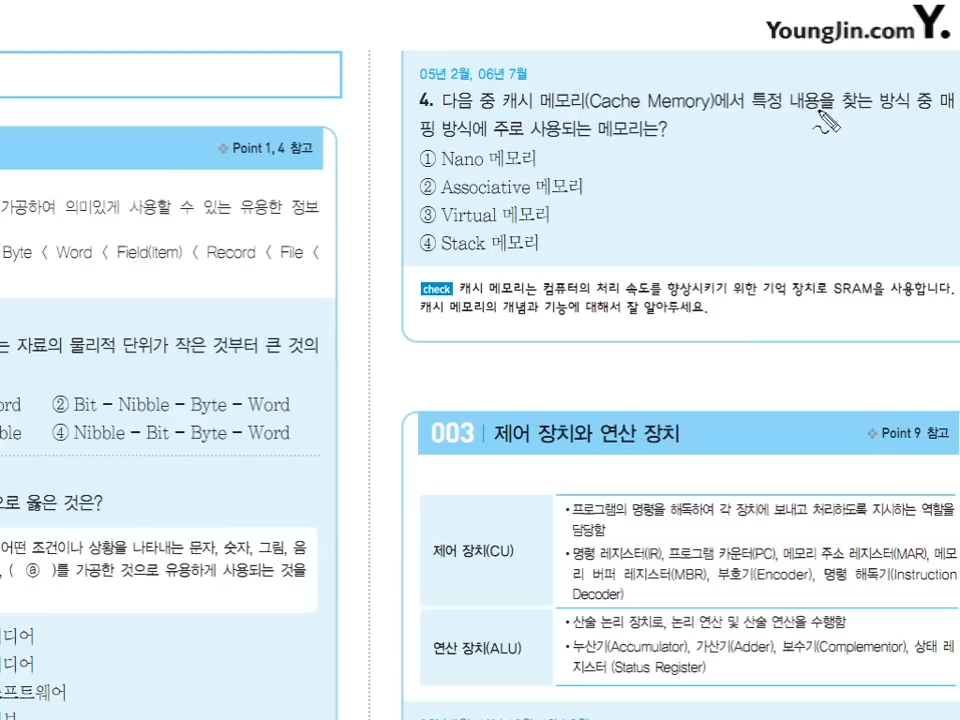 YoungJin.com Y.
Point 1, 4 참고
가공하여 의미있게 사용할 수 있는 유용한 정보
Byte < Word < Field(Item) < Record < File <
는 자료의 물리적 단위가 작은 것부터 큰 것의
ord ② Bit - Nibble - Byte - Word
ble ④ Nibble - Bit - Byte - Word
으로 옳은 것은?
어떤 조건이나 상황을 나타내는 문자, 숫자, 그림, 음
, ( ⓐ )를 가공한 것으로 유용하게 사용되는 것을
디어
디어
소프트웨어
05년 2월, 06년 7월
4. 다음 중 캐시 메모리(Cache Memory)에서 특정 내용을 찾는 방식 중 매
핑 방식에 주로 사용되는 메모리는?
① Nano 메모리
② Associative 메모리
③ Virtual 메모리
④ Stack 메모리
check 캐시 메모리는 컴퓨터의 처리 속도를 향상시키기 위한 기억 장치로 SRAM을 사용합니다.
캐시 메모리의 개념과 기능에 대해서 잘 알아두세요.
003 제어 장치와 연산 장치 Point 9 참고
제어 장치(CU)
•프로그램의 명령을 해독하여 각 장치에 보내고 처리하도록 지시하는 역할을
담당함
•명령 레지스터(IR), 프로그램 카운터(PC), 메모리 주소 레지스터(MAR), 메모
리 버퍼 레지스터(MBR), 부호기(Encoder), 명령 해독기(Instruction
Decoder)
연산 장치(ALU)
•산술 논리 장치로, 논리 연산 및 산술 연산을 수행함
•누산기(Accumulator), 가산기(Adder), 보수기(Complementor), 상태 레
지스터 (Status Register)